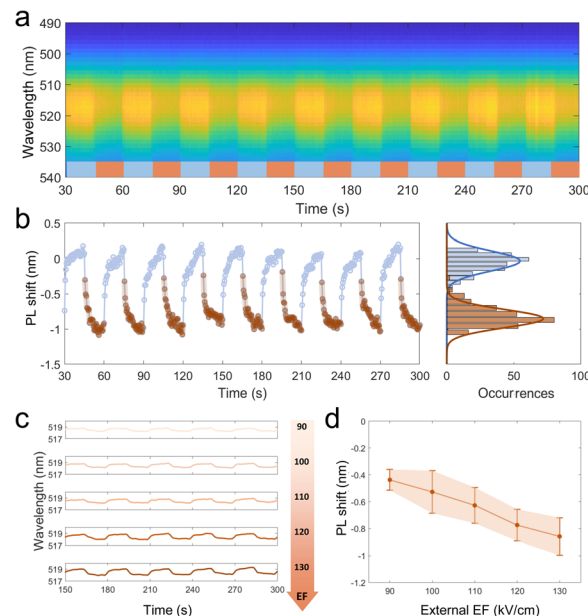 a
490
500
510
520
530
540
Wavelength (nm)
30 60 90 120 150 180 210 240 270 300
Time (s)
b
0.5
0
-0.5
-1
-1.5
PL shift (nm)
30 60 90 120 150 180 210 240 270 300
Time (s)
0 50 100
Occurrences
c
Wavelength (nm)
519
517
519
517
519
517
519
517
519
517
150 180 210 240 270 300
Time (s)
90
100
110
120
130
EF
d
0
-0.2
-0.4
-0.6
-0.8
-1
-1.2
PL shift (nm)
90 100 110 120 130
External EF (kV/cm)